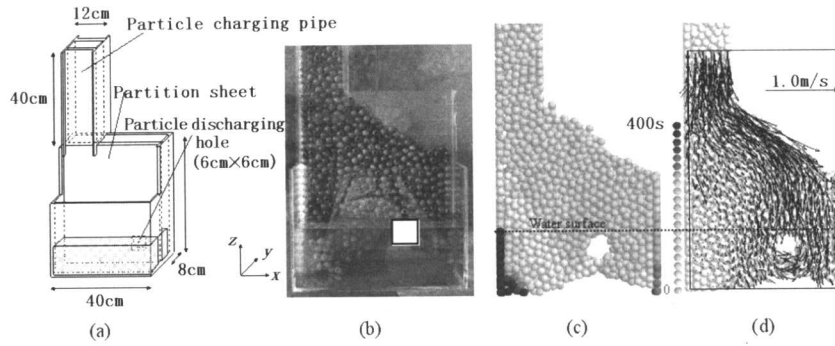 12cm
Particle charging pipe
40cm
Partition sheet
Particle discharging
hole
(6cm×6cm)
8cm
40cm
z
y
x
1.0m/s
400s
Water surface
0
(a)
(b)
(c)
(d)